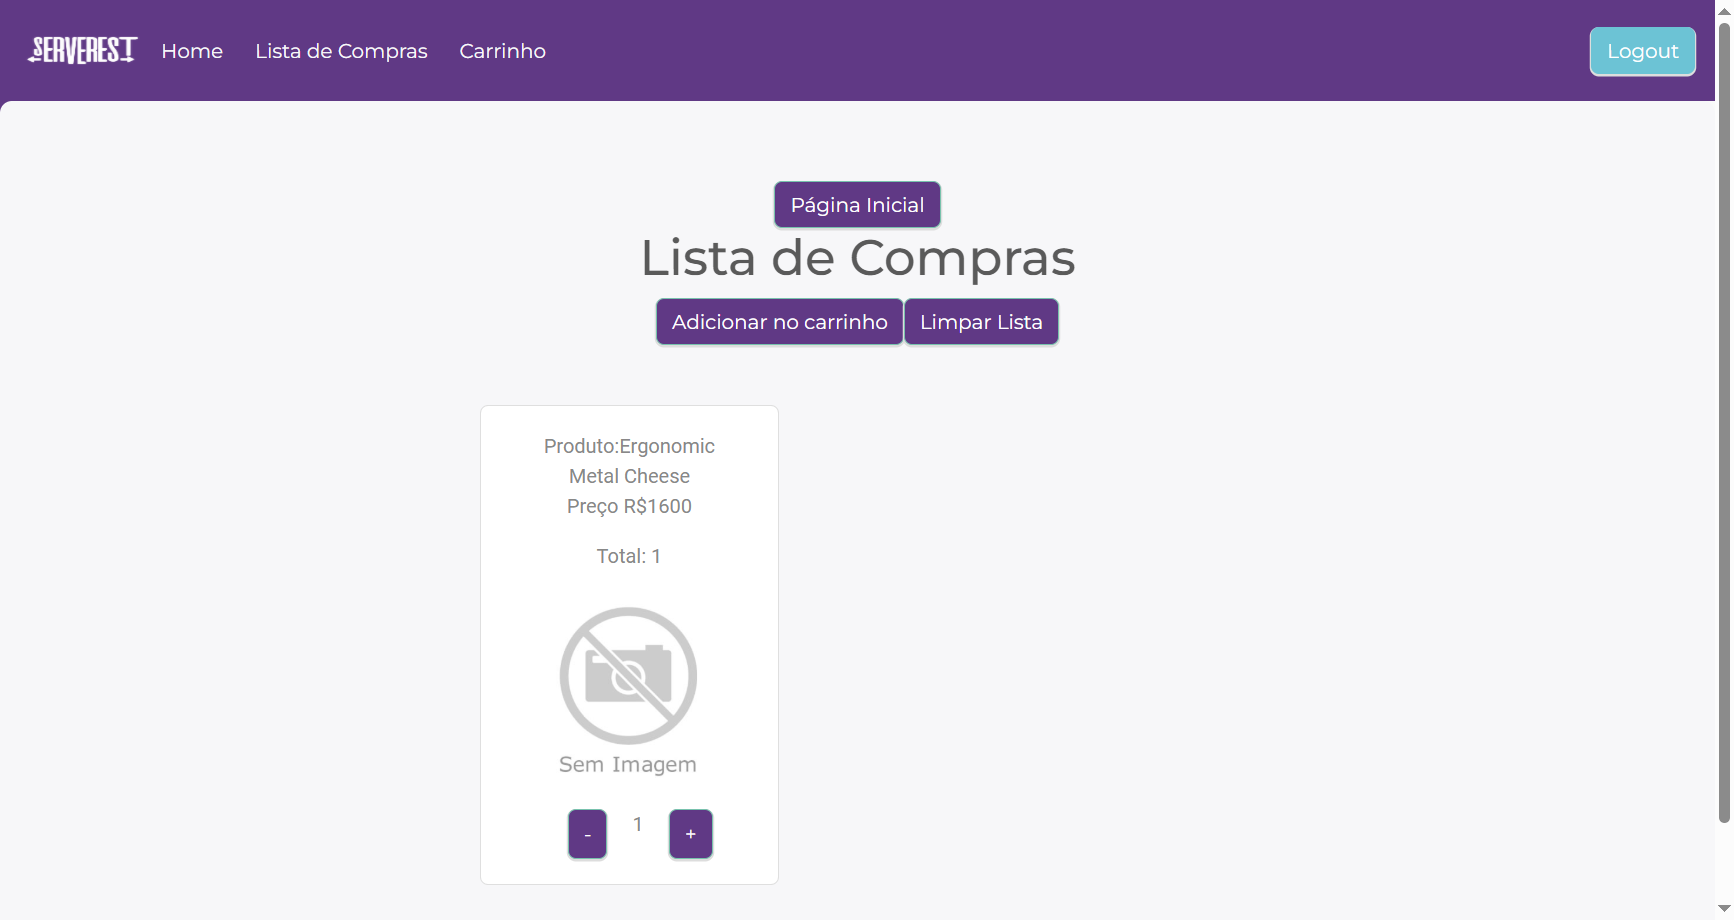 SERVEREST
Home
Lista de Compras
Carrinho
Logout
Página Inicial
Lista de Compras
Adicionar no carrinho
Limpar Lista
Produto:Ergonomic
Metal Cheese
Preço R$1600
Total: 1
Sem Imagem
-
1
+